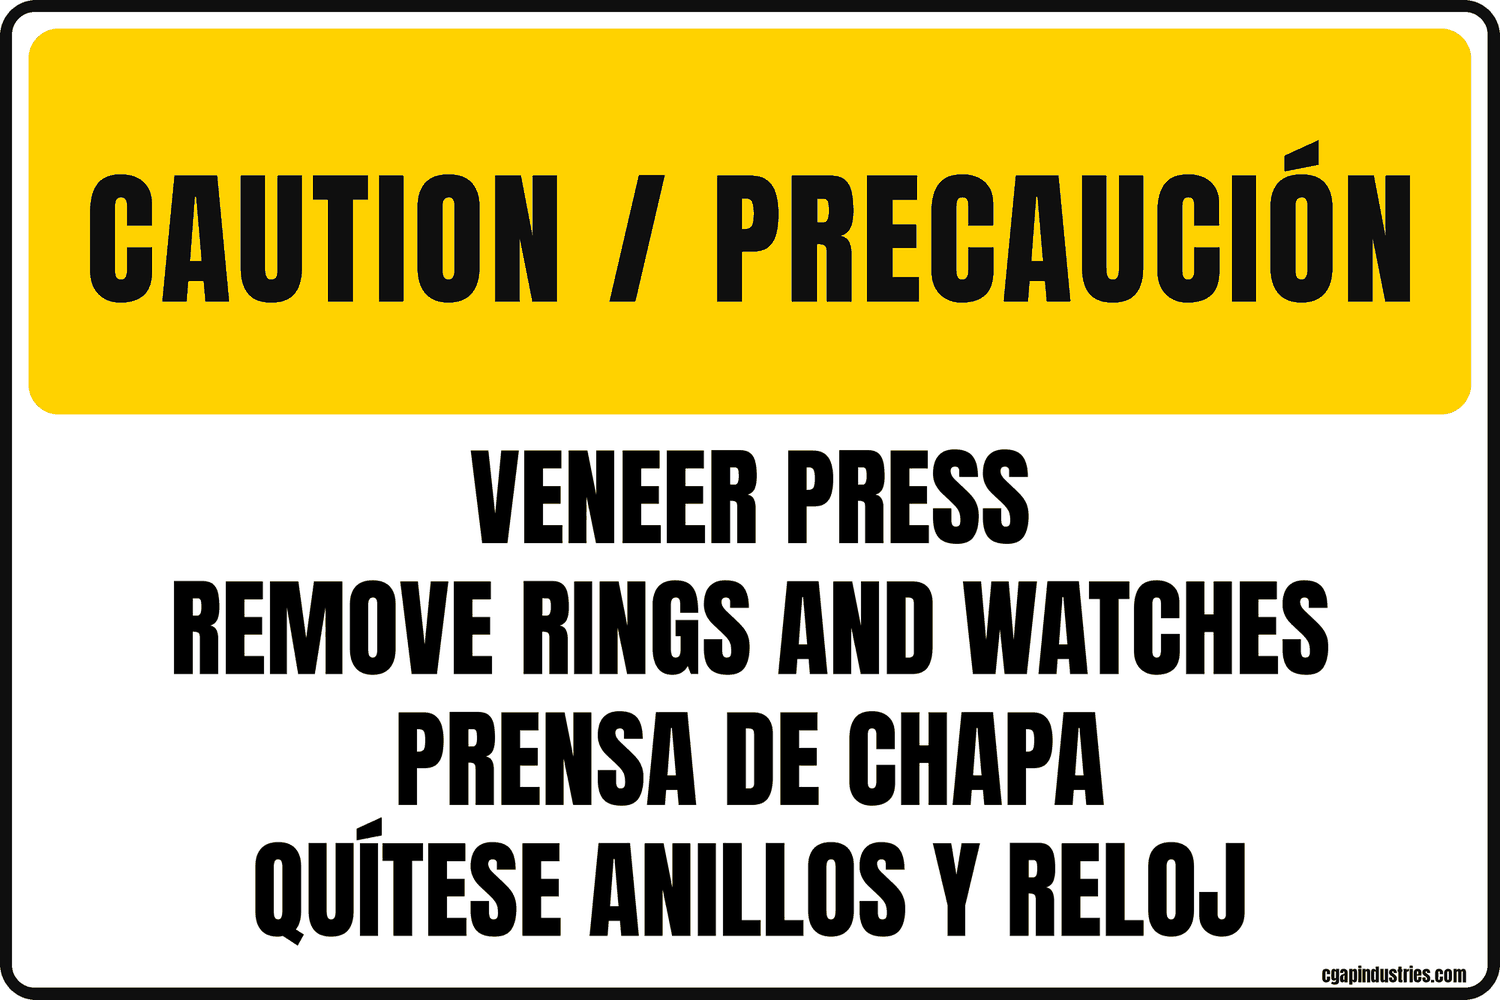 CAUTION / PRECAUCIÓN
VENEER PRESS
REMOVE RINGS AND WATCHES
PRENSA DE CHAPA
QUÍTESE ANILLOS Y RELOJ
cgapindustries.com